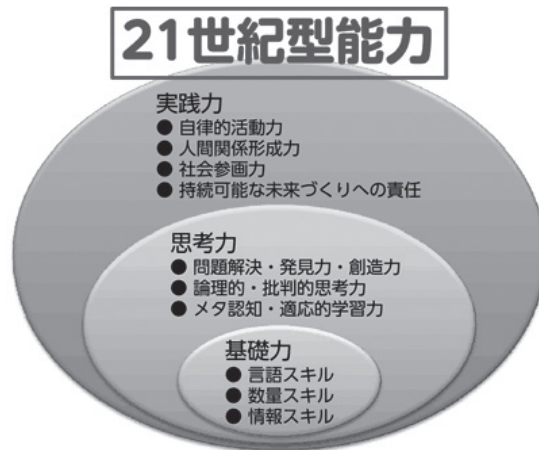 21世紀型能力
実践力
● 自律的活動力
● 人間関係形成力
● 社会参画力
● 持続可能な未来づくりへの責任
思考力
● 問題解決・発見力・創造力
● 論理的・批判的思考力
● メタ認知・適応的学習力
基礎力
● 言語スキル
● 数量スキル
● 情報スキル